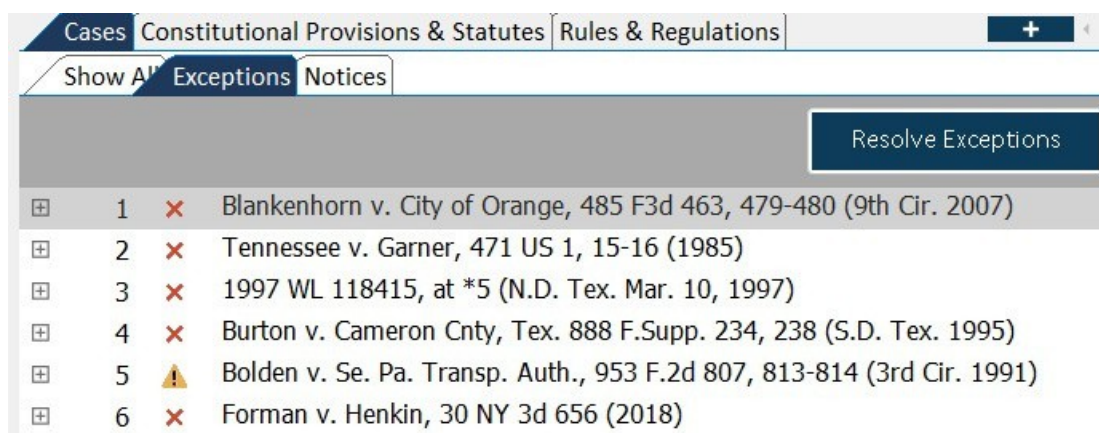 Cases Constitutional Provisions & Statutes Rules & Regulations +
Show Al Exceptions Notices
Resolve Exceptions
1 Blankenhorn v. City of Orange, 485 F3d 463, 479-480 (9th Cir. 2007)
2 Tennessee v. Garner, 471 US 1, 15-16 (1985)
3 1997 WL 118415, at *5 (N.D. Tex. Mar. 10, 1997)
4 Burton v. Cameron Cnty, Tex. 888 F.Supp. 234, 238 (S.D. Tex. 1995)
5 Bolden v. Se. Pa. Transp. Auth., 953 F.2d 807, 813-814 (3rd Cir. 1991)
6 Forman v. Henkin, 30 NY 3d 656 (2018)